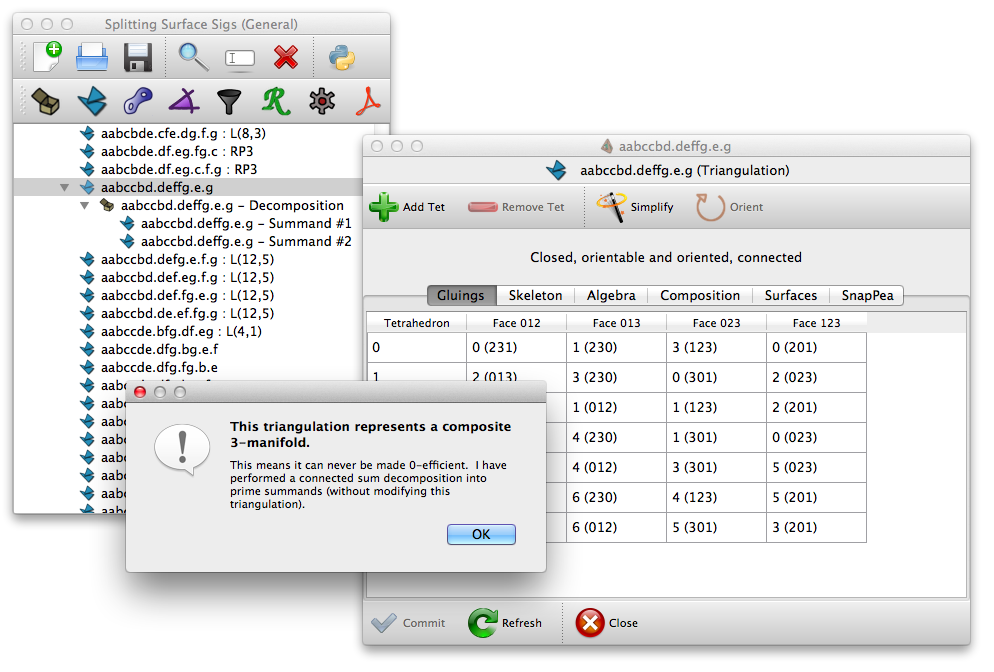 Splitting Surface Sigs (General)
aabcbde.cfe.dg.f.g : L(8,3)
aabcbde.df.eg.fg.c : RP3
aabcbde.df.eg.c.f.g : RP3
aabccbd.deffg.e.g
aabccbd.deffg.e.g – Decomposition
aabccbd.deffg.e.g – Summand #1
aabccbd.deffg.e.g – Summand #2
aabccbd.defg.e.f.g : L(12,5)
aabccbd.def.eg.f.g : L(12,5)
aabccbd.def.fg.e.g : L(12,5)
aabccbd.de.ef.fg.g : L(12,5)
aabccde.bfg.df.eg : L(4,1)
aabccde.df.g.bg.e.f
aabccde.dfg.fg.b.e
aabccbd.deffg.e.g
aabccbd.deffg.e.g (Triangulation)
Add Tet
Remove Tet
Simplify
Orient
Closed, orientable and oriented, connected
Gluings Skeleton Algebra Composition Surfaces SnapPea
Tetrahedron Face 012 Face 013 Face 023 Face 123
0 0 (231) 1 (230) 3 (123) 0 (201)
1 2 (013) 3 (230) 0 (301) 2 (023)
1 (012) 1 (123) 2 (201)
4 (230) 1 (301) 0 (023)
4 (012) 3 (301) 5 (023)
6 (230) 4 (123) 5 (201)
6 (012) 5 (301) 3 (201)
This triangulation represents a composite
3-manifold.
This means it can never be made 0-efficient. I have
performed a connected sum decomposition into
prime summands (without modifying this
triangulation).
OK
Commit
Refresh
Close